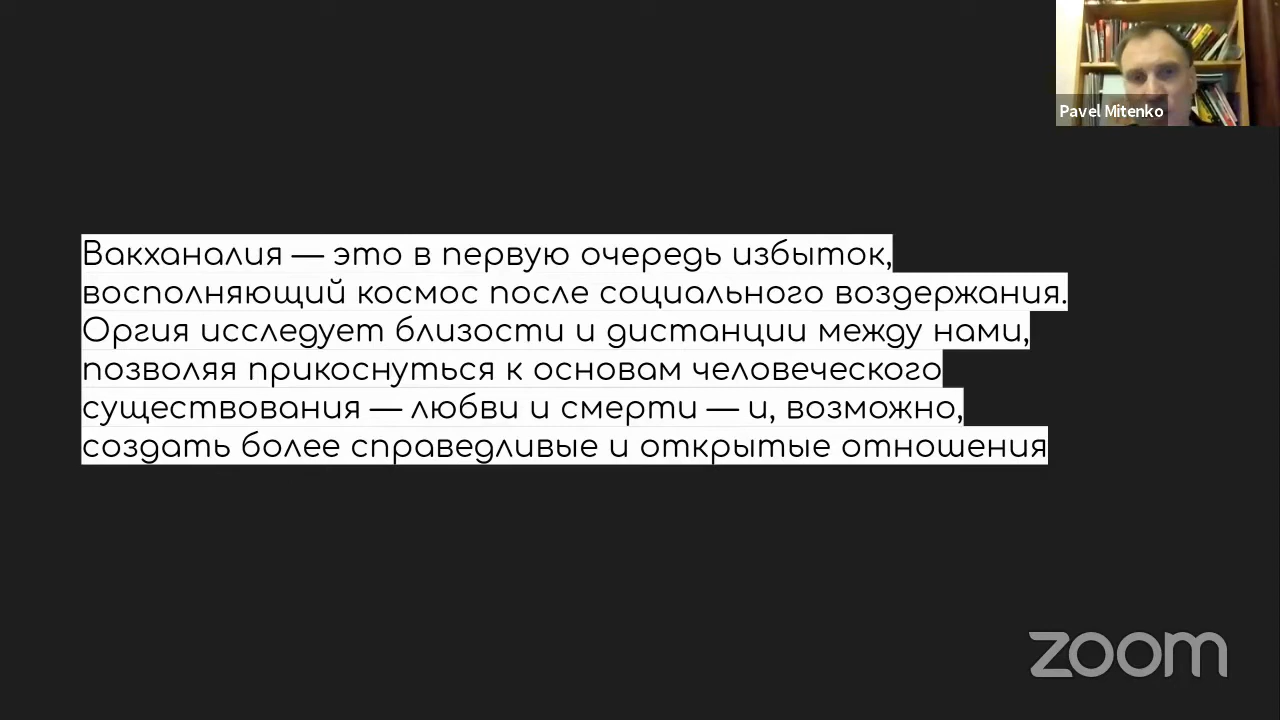 Pavel Mitenko
Вакханалия — это в первую очередь избыток,
восполняющий космос после социального воздержания.
Оргия исследует близости и дистанции между нами,
позволяя прикоснуться к основам человеческого
существования — любви и смерти — и, возможно,
создать более справедливые и открытые отношения
zoom